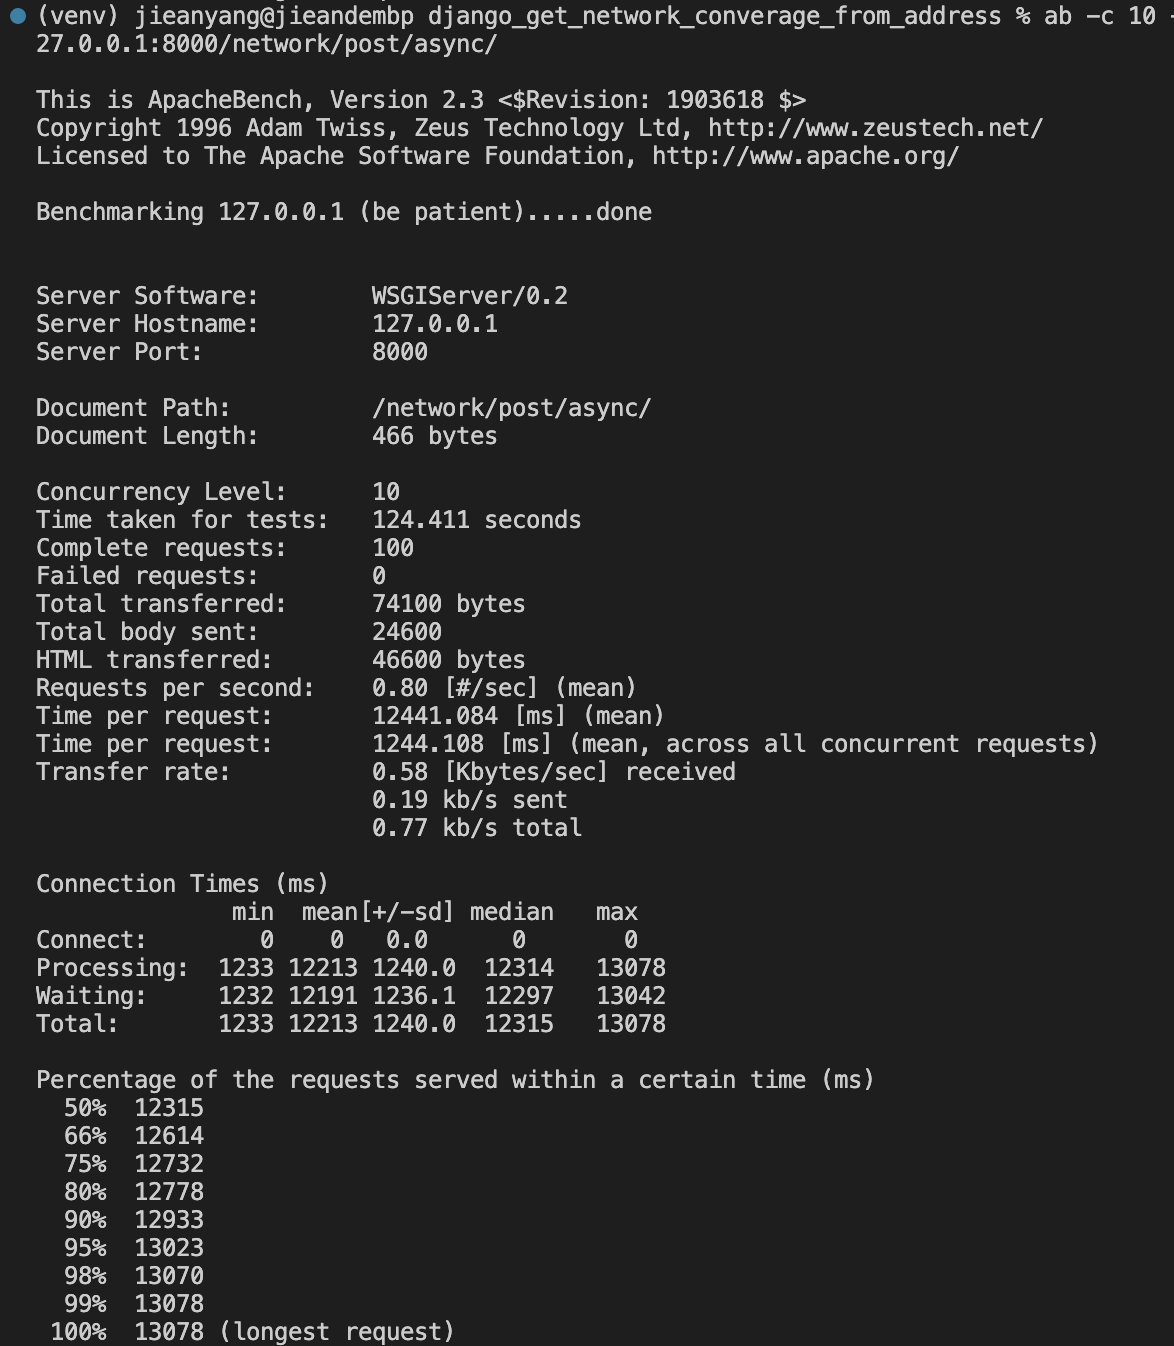 (venv) jieanyang@jieandembp django_get_network_converage_from_address % ab -c 10 -
27.0.0.1:8000/network/post/async/
This is ApacheBench, Version 2.3 <$Revision: 1903618 $>
Copyright 1996 Adam Twiss, Zeus Technology Ltd, http://www.zeustech.net/
Licensed to The Apache Software Foundation, http://www.apache.org/
Benchmarking 127.0.0.1 (be patient).....done
Server Software:        WSGIServer/0.2
Server Hostname:        127.0.0.1
Server Port:            8000
Document Path:          /network/post/async/
Document Length:        466 bytes
Concurrency Level:      10
Time taken for tests:   124.411 seconds
Complete requests:      100
Failed requests:        0
Total transferred:      74100 bytes
Total body sent:        24600
HTML transferred:       46600 bytes
Requests per second:    0.80 [#/sec] (mean)
Time per request:       12441.084 [ms] (mean)
Time per request:       1244.108 [ms] (mean, across all concurrent requests)
Transfer rate:          0.58 [Kbytes/sec] received
                        0.19 kb/s sent
                        0.77 kb/s total
Connection Times (ms)
              min  mean[+/-sd] median   max
Connect:        0    0   0.0      0       0
Processing:  1233 12213 1240.0  12314   13078
Waiting:     1232 12191 1236.1  12297   13042
Total:       1233 12213 1240.0  12315   13078
Percentage of the requests served within a certain time (ms)
  50%  12315
  66%  12614
  75%  12732
  80%  12778
  90%  12933
  95%  13023
  98%  13070
  99%  13078
 100%  13078 (longest request)